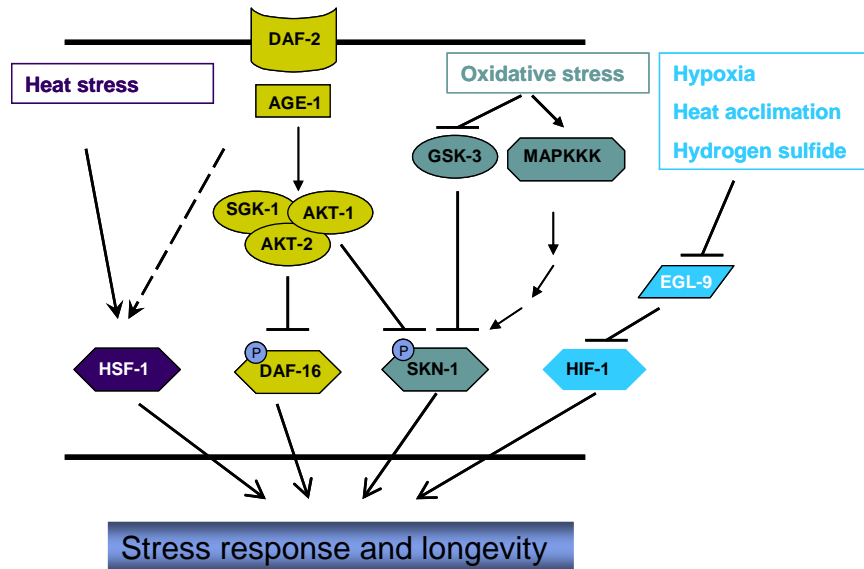 DAF-2
Heat stress
Oxidative stress
Hypoxia
Heat acclimation
Hydrogen sulfide
AGE-1
GSK-3
MAPKKK
SGK-1
AKT-1
AKT-2
EGL-9
P
P
HSF-1
DAF-16
SKN-1
HIF-1
Stress response and longevity